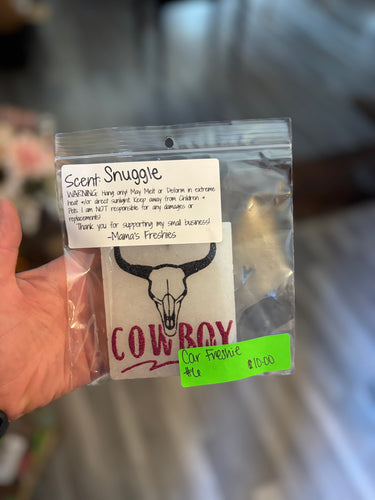 Scent: Snuggle
WARNING: Hang only! May Melt or Deform in extreme
heat +/or direct sunlight. Keep away from Children +
Pets. I am NOT responsible for any damages or
replacements!
Thank you for supporting my small business!
-Mama's Freshies
COWBOY
Car Freshie
#6 $10.00